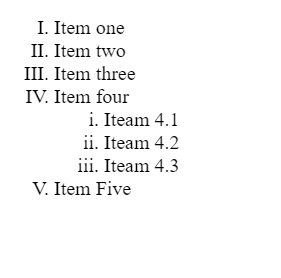 I. Item one
II. Item two
III. Item three
IV. Item four
i. Iteam 4.1
ii. Iteam 4.2
iii. Iteam 4.3
V. Item Five